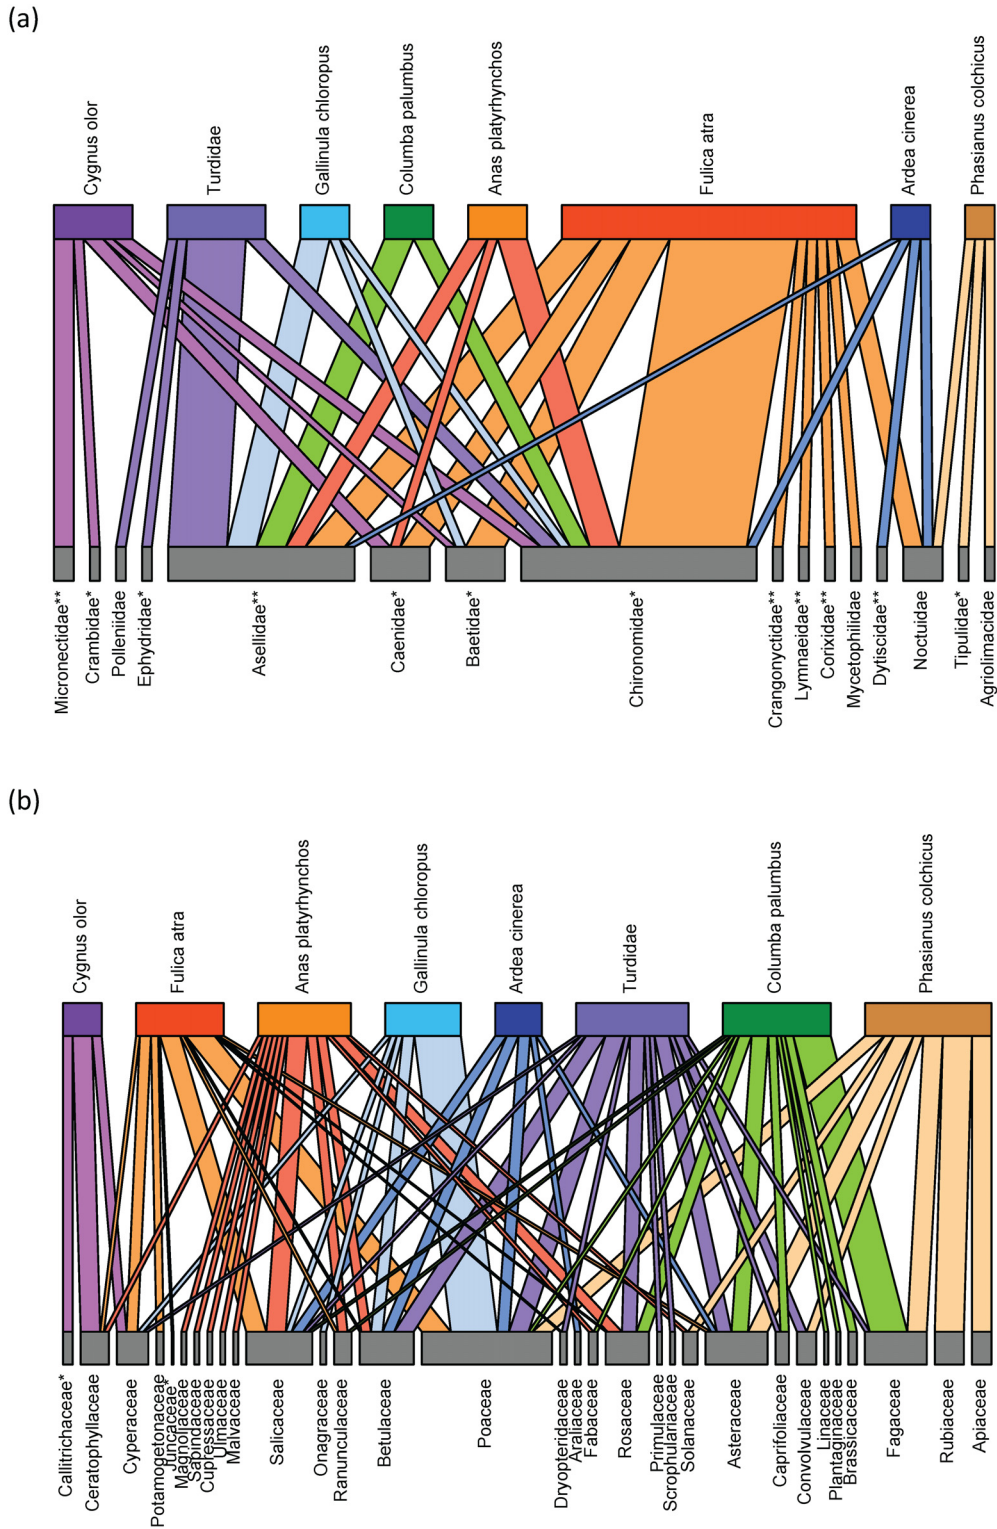 (a)
Cygnus olor
Turdidae
Gallinula chloropus
Columba palumbus
Anas platyrhynchos
Fulica atra
Ardea cinerea
Phasianus colchicus
Micronectidae**
Crambidae*
Polleniidae
Ephydridae*
Asellidae**
Caenidae*
Baetidae*
Chironomidae*
Crangonyctidae**
Lymnaeidae**
Corixidae**
Mycetophilidae
Dytiscidae**
Noctuidae
Tipulidae*
Agriolimacidae
(b)
Cygnus olor
Fulica atra
Anas platyrhynchos
Gallinula chloropus
Ardea cinerea
Turdidae
Columba palumbus
Phasianus colchicus
Callitrichaceae*
Ceratophyllaceae
Cyperaceae
Potamogetonaceae
Juncaceae*
Magnoliaceae
Sapindaceae
Cupressaceae
Ulmaceae
Malvaceae
Salicaceae
Onagraceae
Ranunculaceae
Betulaceae
Poaceae
Dryopteridaceae
Araliaceae
Fabaceae
Rosaceae
Primulaceae
Scrophulariaceae
Solanaceae
Asteraceae
Caprifoliaceae
Convolvulaceae
Linaceae
Plantaginaceae
Brassicaceae
Fagaceae
Rubiaceae
Apiaceae